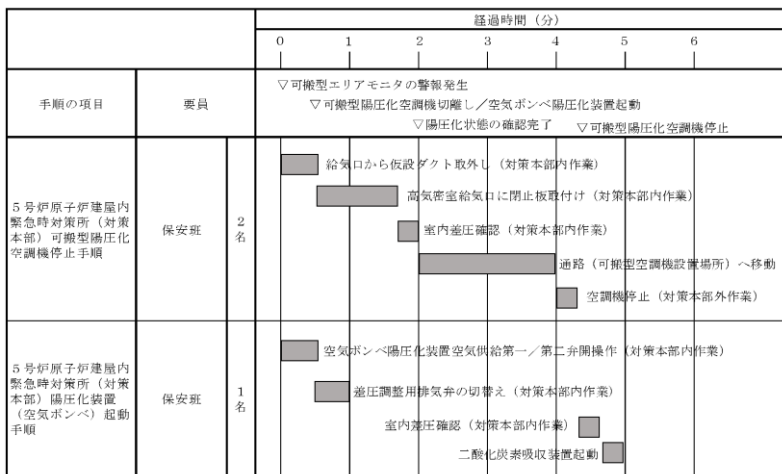 経過時間（分）
0 1 2 3 4 5 6
手順の項目
要員
▽可搬型エリアモニタの警報発生
▽可搬型陽圧化空調機切離し／空気ボンベ陽圧化装置起動
▽陽圧化状態の確認完了
▽可搬型陽圧化空調機停止
５号炉原子炉建屋内
緊急時対策所（対策
本部）可搬型陽圧化
空調機停止手順
保安班
２
名
給気口から仮設ダクト取外し（対策本部内作業）
高気密室給気口に閉止板取付け（対策本部内作業）
室内差圧確認（対策本部内作業）
通路（可搬型空調機設置場所）へ移動
空調機停止（対策本部外作業）
５号炉原子炉建屋内
緊急時対策所（対策
本部）陽圧化装置
（空気ボンベ）起動
手順
保安班
１
名
空気ボンベ陽圧化装置空気供給第一／第二弁開操作（対策本部内作業）
差圧調整用排気弁の切替え（対策本部内作業）
室内差圧確認（対策本部内作業）
二酸化炭素吸収装置起動